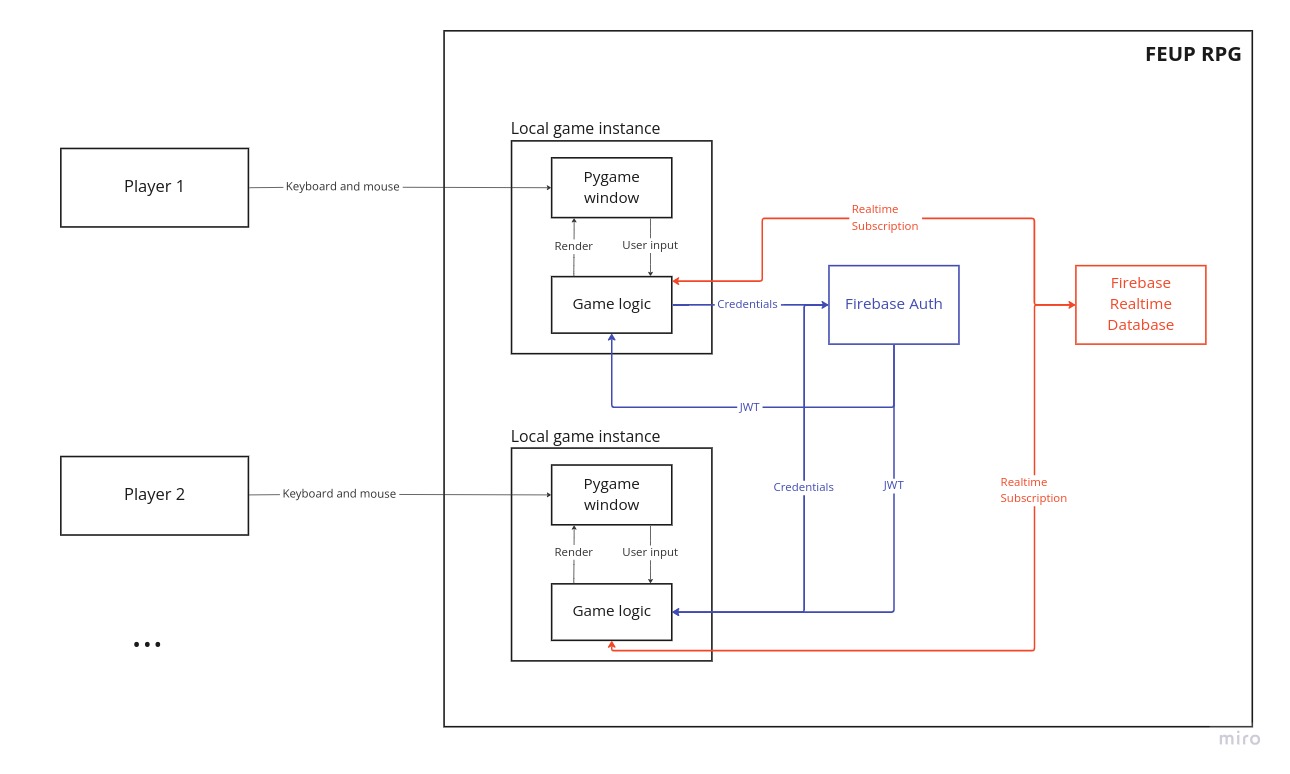 FEUP RPG
Local game instance
Player 1
Keyboard and mouse
Pygame
window
Render
User input
Game logic
Realtime
Subscription
Credentials
Firebase Auth
Firebase
Realtime
Database
JWT
Local game instance
Player 2
Keyboard and mouse
Pygame
window
Render
User input
Game logic
Credentials
JWT
Realtime
Subscription
...
miro